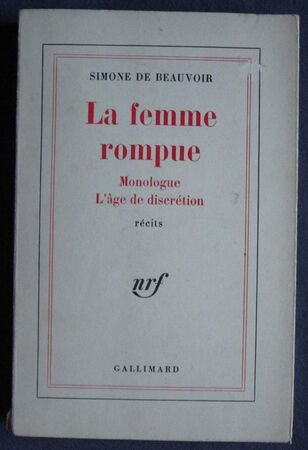 SIMONE DE BEAUVOIR
La femme
rompue
Monologue
L'âge de discrétion
récits
nrf
GALLIMARD